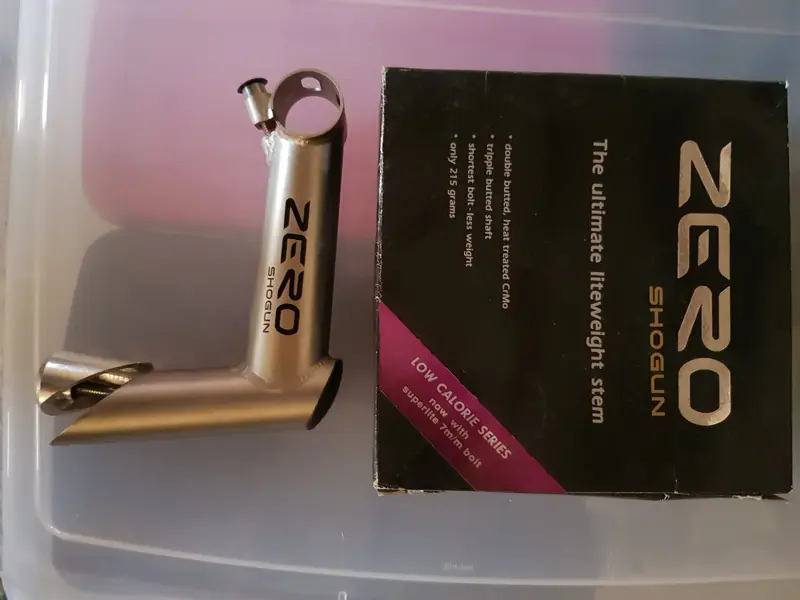 ZERO
SHOGUN
ZERO
SHOGUN
The ultimate liteweight stem
• double butted, heat treated CrMo
• tripple butted shaft
• shortest bolt - less weight
• only 215 grams
LOW CALORIE SERIES
now with
superlite 7m/m bolt